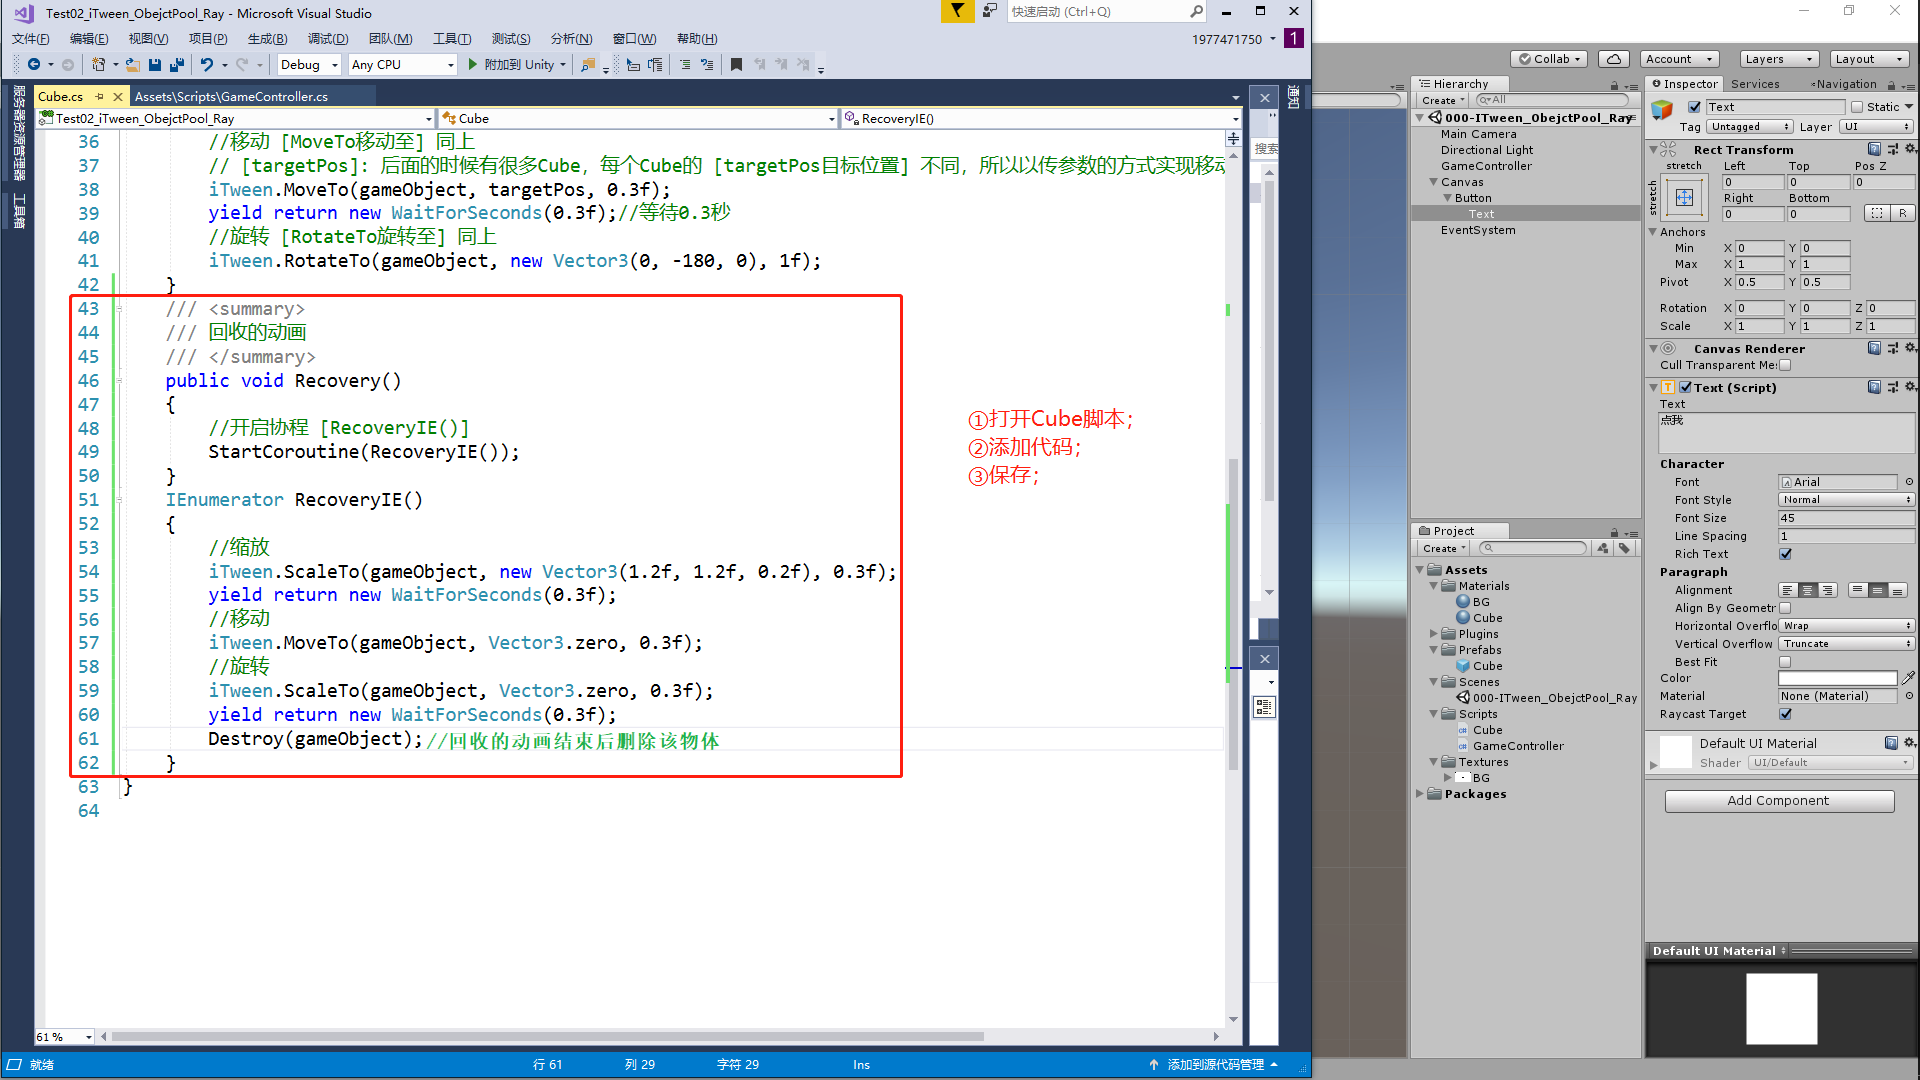 Test02_iTween_ObejctPool_Ray - Microsoft Visual Studio
快速启动 (Ctrl+Q)
文件(F) 编辑(E) 视图(V) 项目(P) 生成(B) 调试(D) 团队(M) 工具(T) 测试(S) 分析(N) 窗口(W) 帮助(H)
1977471750
1
Debug
Any CPU
附加到 Unity
服务器资源管理器
工具箱
Cube.cs
Assets\Scripts\GameController.cs
通知
Test02_iTween_ObejctPool_Ray
Cube
RecoveryIE()
搜索
36 //移动 [MoveTo移动至] 同上
37 // [targetPos]: 后面的时候有很多Cube, 每个Cube的 [targetPos目标位置] 不同, 所以以传参数的方式实现移动
38 iTween.MoveTo(gameObject, targetPos, 0.3f);
39 yield return new WaitForSeconds(0.3f);//等待0.3秒
40 //旋转 [RotateTo旋转至] 同上
41 iTween.RotateTo(gameObject, new Vector3(0, -180, 0), 1f);
42 }
43 /// <summary>
44 /// 回收的动画
45 /// </summary>
46 public void Recovery()
47 {
48 //开启协程 [RecoveryIE()]
49 StartCoroutine(RecoveryIE());
50 }
51 IEnumerator RecoveryIE()
52 {
53 //缩放
54 iTween.ScaleTo(gameObject, new Vector3(1.2f, 1.2f, 0.2f), 0.3f);
55 yield return new WaitForSeconds(0.3f);
56 //移动
57 iTween.MoveTo(gameObject, Vector3.zero, 0.3f);
58 //旋转
59 iTween.ScaleTo(gameObject, Vector3.zero, 0.3f);
60 yield return new WaitForSeconds(0.3f);
61 Destroy(gameObject);//回收的动画结束后删除该物体
62 }
63 }
64
①打开Cube脚本;
②添加代码;
③保存;
61 %
就绪
行 61
列 29
字符 29
Ins
添加到源代码管理
Collab
Account
Layers
Layout
Hierarchy
Create
All
000-ITween_ObejctPool_Ray
Main Camera
Directional Light
GameController
Canvas
Button
Text
EventSystem
Project
Create
Assets
Materials
BG
Cube
Plugins
Prefabs
Cube
Scenes
000-ITween_ObejctPool_Ray
Scripts
Cube
GameController
Textures
BG
Packages
Inspector
Services
Navigation
Text
Static
Tag Untagged Layer UI
Rect Transform
stretch
stretch
Left Top Pos Z
0 0 0
Right Bottom
0 0
R
Anchors
Min X 0 Y 0
Max X 1 Y 1
Pivot X 0.5 Y 0.5
Rotation X 0 Y 0 Z 0
Scale X 1 Y 1 Z 1
Canvas Renderer
Cull Transparent Me
Text (Script)
Text
点我
Character
Font Arial
Font Style Normal
Font Size 45
Line Spacing 1
Rich Text
Paragraph
Alignment
Align By Geometr
Horizontal Overflo Wrap
Vertical Overflow Truncate
Best Fit
Color
Material None (Material)
Raycast Target
Default UI Material
Shader UI/Default
Add Component
Default UI Material